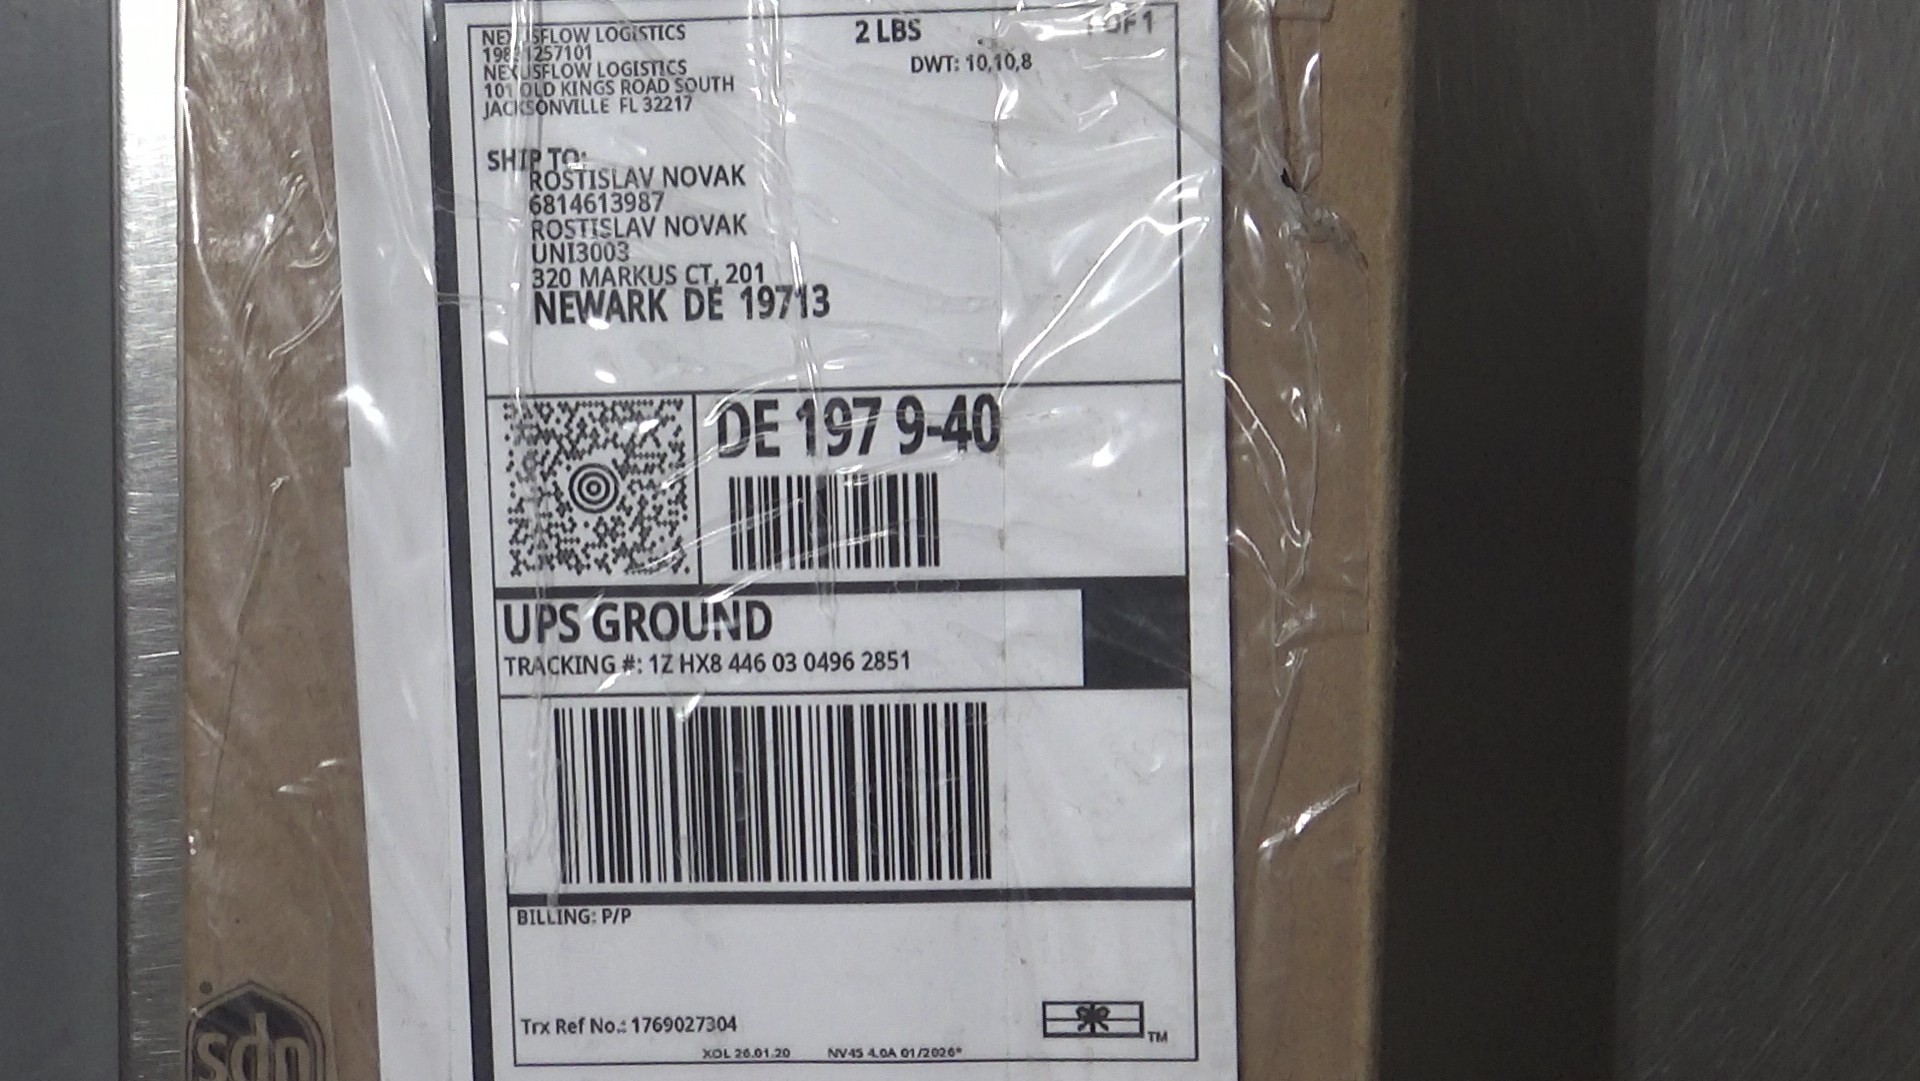 NEXUSFLOW LOGISTICS
1257101
NEXUSFLOW LOGISTICS
101 OLD KINGS ROAD SOUTH
JACKSONVILLE FL 32217
2 LBS
1 OF 1
DWT: 10,10,8
SHIP TO:
ROSTISLAV NOVAK
6814613987
ROSTISLAV NOVAK
UNI3003
320 MARKUS CT, 201
NEWARK DE 19713
DE 197 9-40
UPS GROUND
TRACKING #: 1Z HX8 446 03 0496 2851
BILLING: P/P
Trx Ref No.: 1769027304
TM
XOL 26.01.20
NV45 4.0A 01/2026*
ups